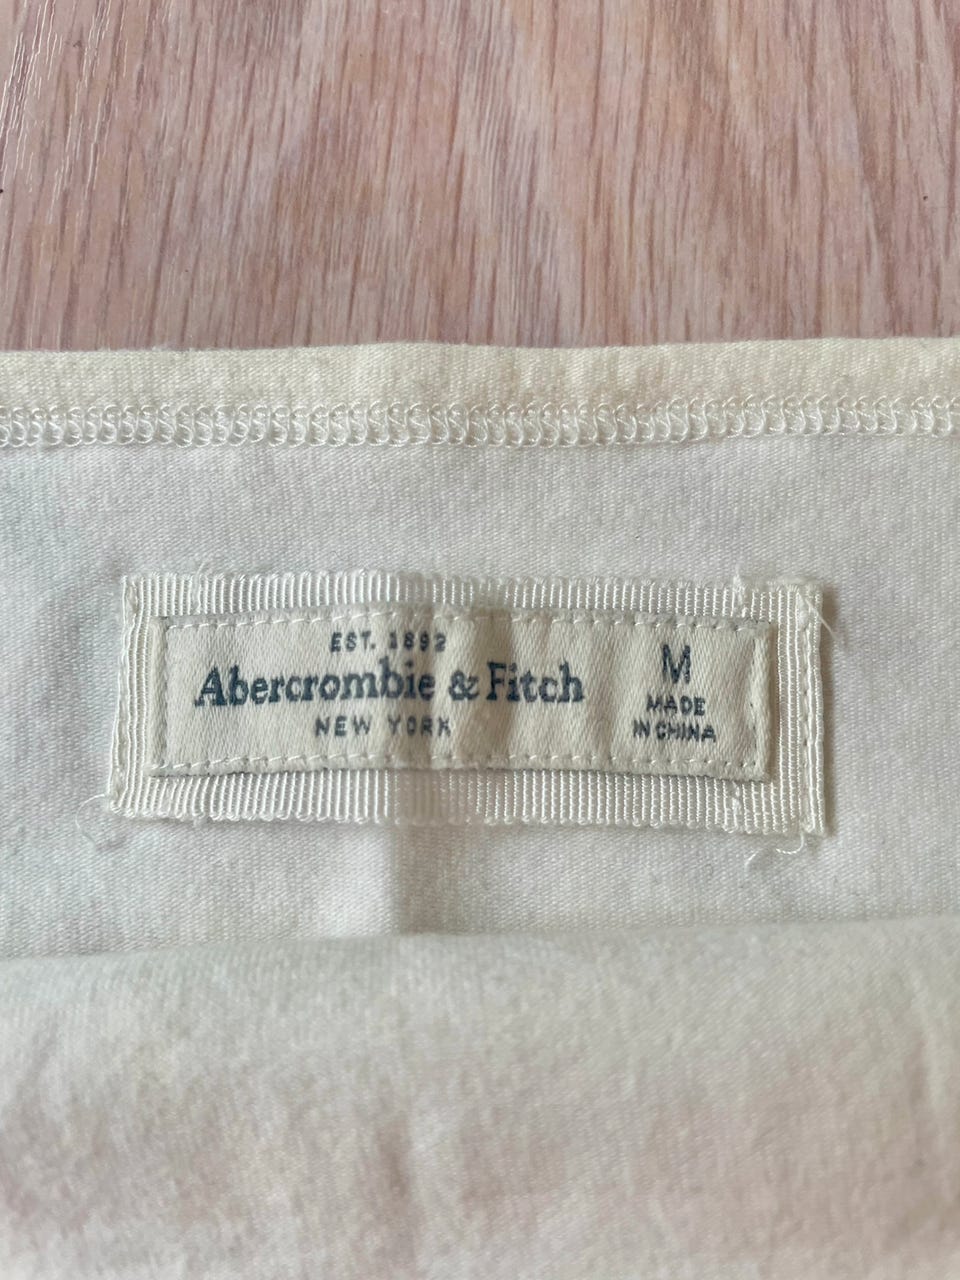 EST. 1892
Abercrombie & Fitch
NEW YORK
M
MADE
IN CHINA